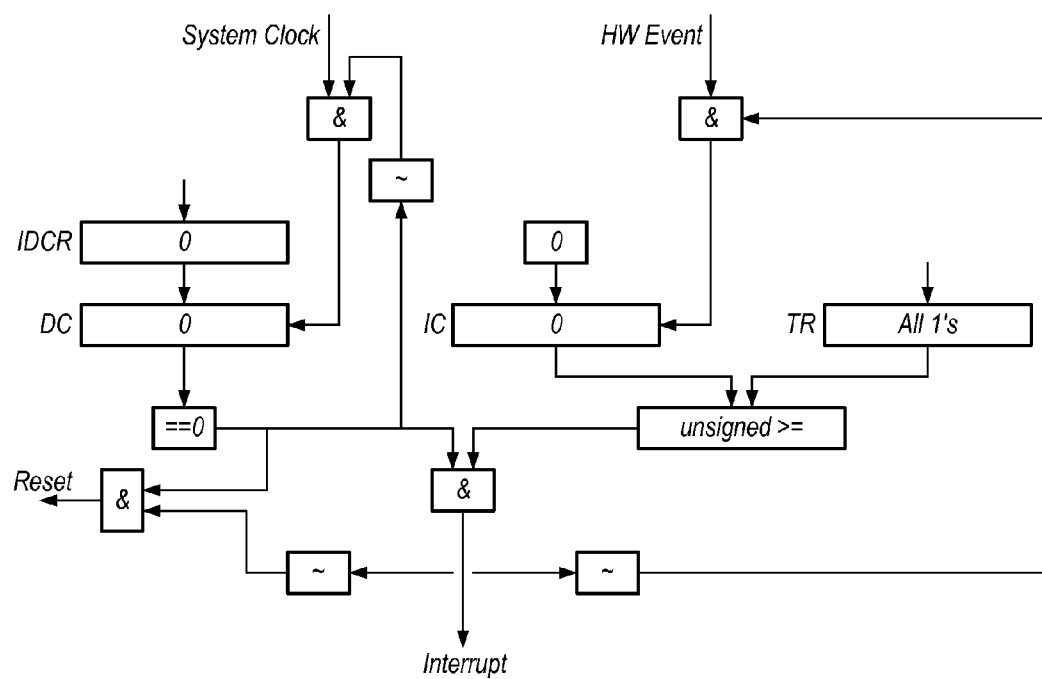 System Clock
HW Event
&
&
~
IDCR
0
0
DC
0
IC
0
TR
All 1's
==0
unsigned >=
Reset
&
&
~
~
Interrupt